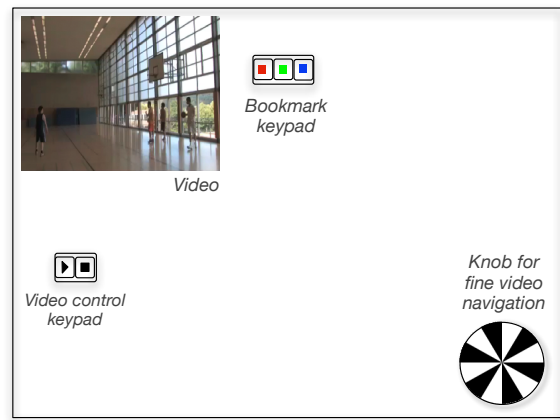 Bookmark
keypad
Video
Video control
keypad
Knob for
fine video
navigation